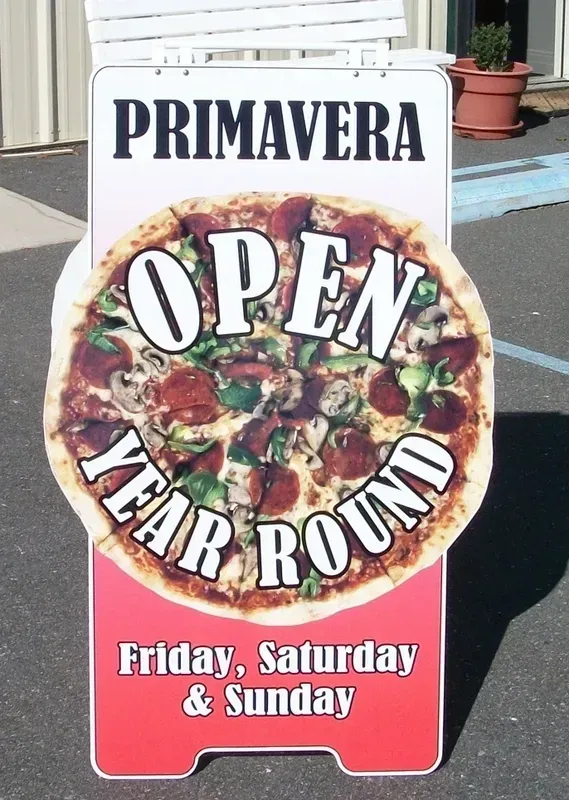 PRIMAVERA
OPEN
YEAR ROUND
Friday, Saturday
& Sunday